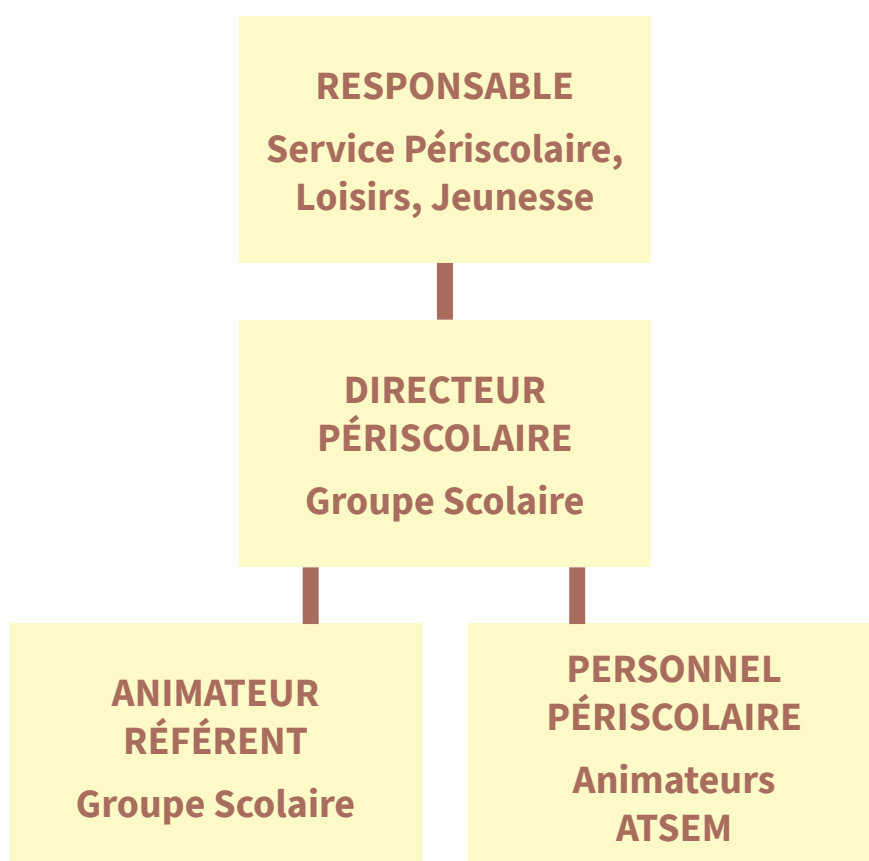 RESPONSABLE
Service Périscolaire,
Loisirs, Jeunesse
DIRECTEUR
PÉRISCOLAIRE
Groupe Scolaire
ANIMATEUR
RÉFÉRENT
Groupe Scolaire
PERSONNEL
PÉRISCOLAIRE
Animateurs
ATSEM